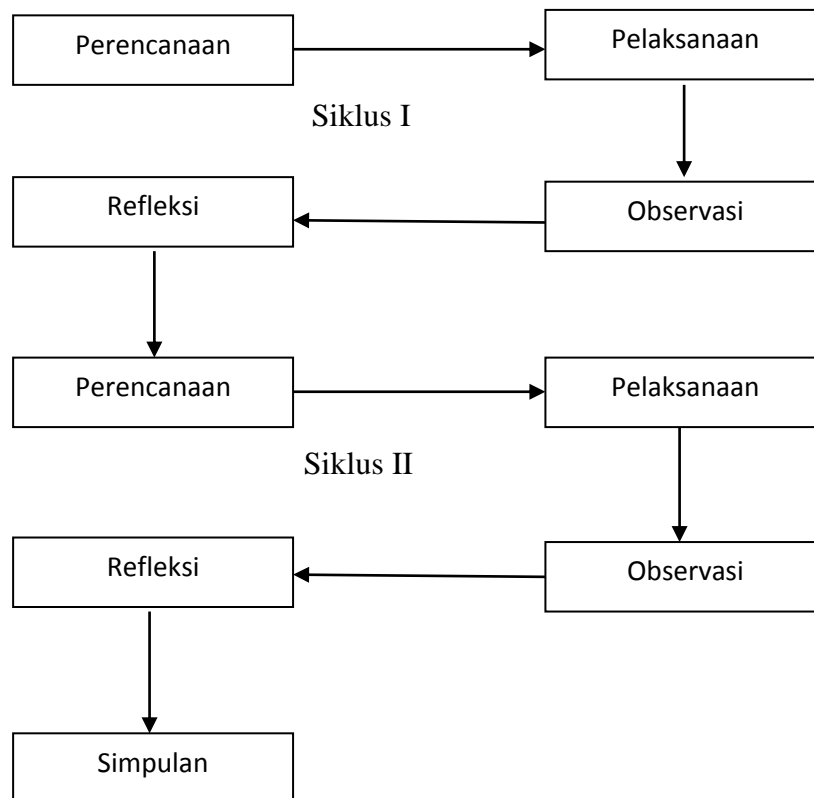 Perencanaan
Pelaksanaan
Siklus I
Refleksi
Observasi
Perencanaan
Pelaksanaan
Siklus II
Refleksi
Observasi
Simpulan